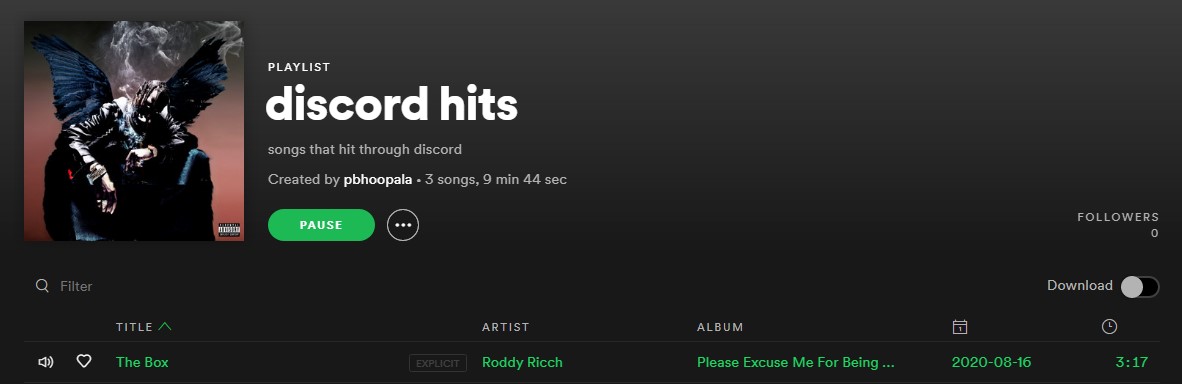 PLAYLIST
discord hits
songs that hit through discord
Created by pbhoopala • 3 songs, 9 min 44 sec
PAUSE
FOLLOWERS
0
Filter
Download
TITLE ARTIST ALBUM
The Box EXPLICIT Roddy Ricch Please Excuse Me For Being ... 2020-08-16 3:17